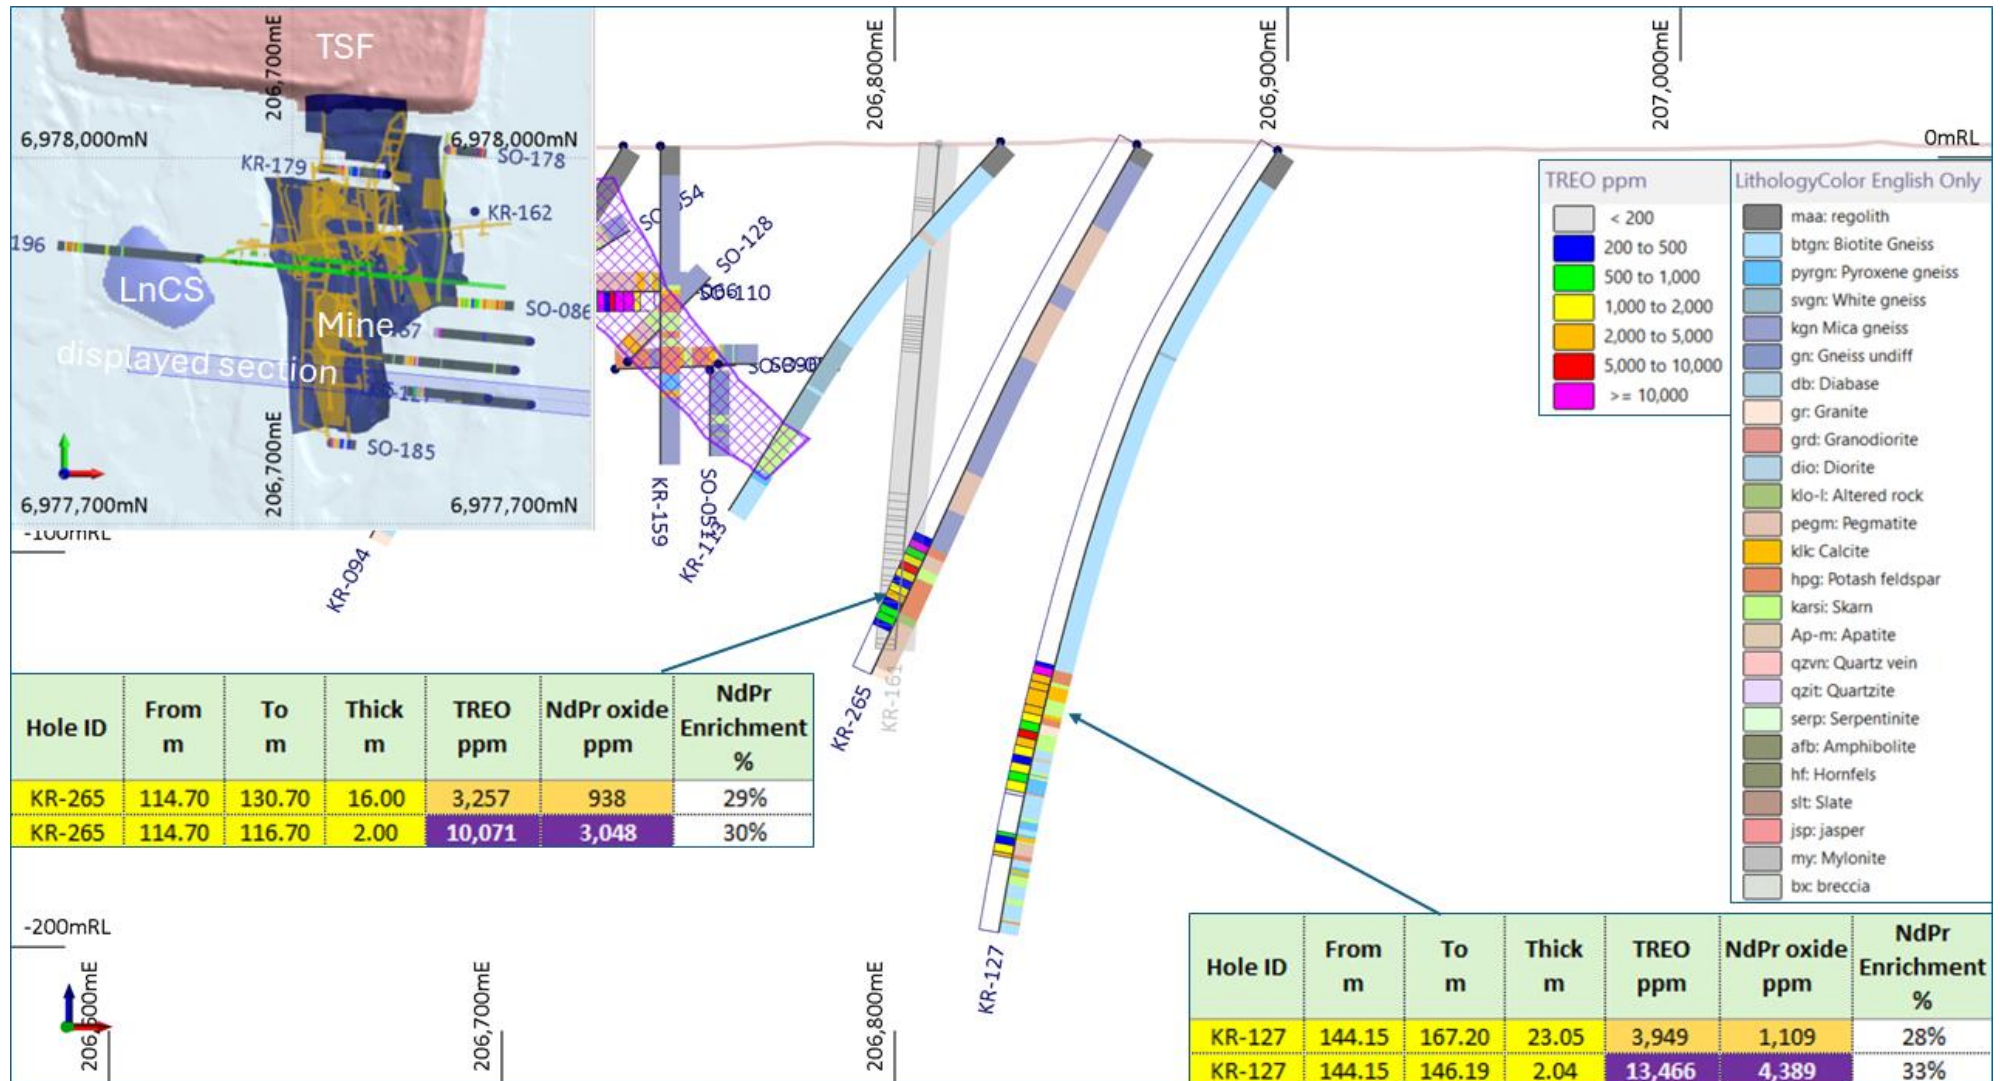 TSF
206,700mE
6,978,000mN
6,978,000mN
KR-179
SO-178
KR-162
196
LnCS
SO-086
Mine
displayed section
SO-185
206,700mE
6,977,700mN
6,977,700mN
206,800mE
206,900mE
207,000mE
0mRL
SO-128
-100mRL
KR-094
KR-159
KR-113
KR-265
KR-161
KR-127
TREO ppm
< 200
200 to 500
500 to 1,000
1,000 to 2,000
2,000 to 5,000
5,000 to 10,000
>= 10,000
LithologyColor English Only
maa: regolith
btgn: Biotite Gneiss
pyrgn: Pyroxene gneiss
svgn: White gneiss
kgn Mica gneiss
gn: Gneiss undiff
db: Diabase
gr: Granite
grd: Granodiorite
dio: Diorite
klo-l: Altered rock
pegm: Pegmatite
klk: Calcite
hpg: Potash feldspar
karsi: Skarn
Ap-m: Apatite
qzvn: Quartz vein
qzit: Quartzite
serp: Serpentinite
afb: Amphibolite
hf: Hornfels
slt: Slate
jsp: jasper
my: Mylonite
bx: breccia
Hole ID From m To m Thick m TREO ppm NdPr oxide ppm NdPr Enrichment %
KR-265 114.70 130.70 16.00 3,257 938 29%
KR-265 114.70 116.70 2.00 10,071 3,048 30%
-200mRL
206,600mE
206,700mE
206,800mE
Hole ID From m To m Thick m TREO ppm NdPr oxide ppm NdPr Enrichment %
KR-127 144.15 167.20 23.05 3,949 1,109 28%
KR-127 144.15 146.19 2.04 13,466 4,389 33%